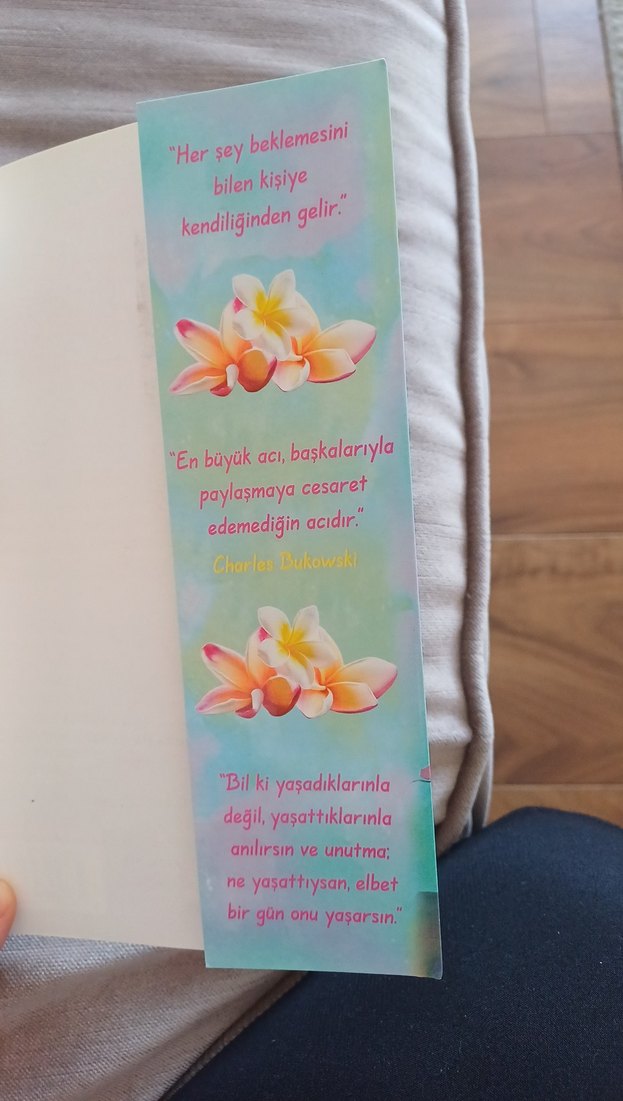 "Her şey beklemesini
bilen kişiye
kendiliğinden gelir."
"En büyük acı, başkalarıyla
paylaşmaya cesaret
edemediğin acıdır."
Charles Bukowski
"Bil ki yaşadıklarınla
değil, yaşattıklarınla
anılırsın ve unutma;
ne yaşattıysan, elbet
bir gün onu yaşarsın."